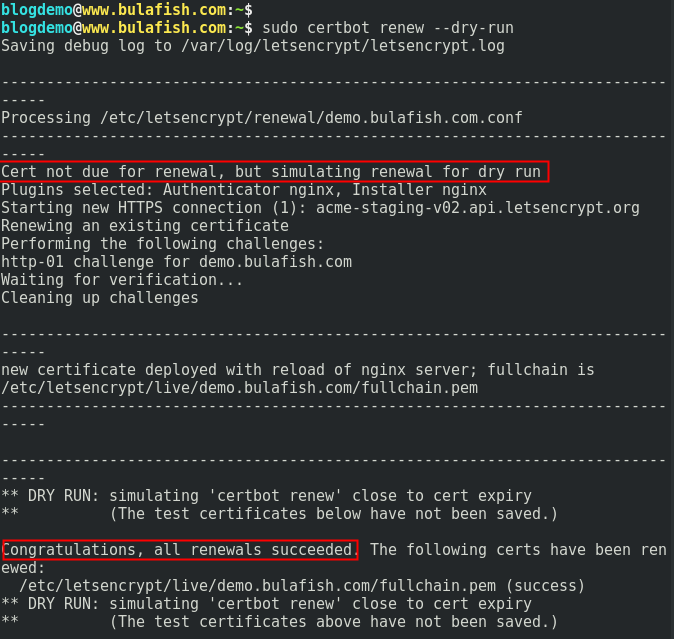 blogdemo@www.bulafish.com:~$
blogdemo@www.bulafish.com:~$ sudo certbot renew --dry-run
Saving debug log to /var/log/letsencrypt/letsencrypt.log
--------------------------------------------------------------------------
-----
Processing /etc/letsencrypt/renewal/demo.bulafish.com.conf
--------------------------------------------------------------------------
-----
Cert not due for renewal, but simulating renewal for dry run
Plugins selected: Authenticator nginx, Installer nginx
Starting new HTTPS connection (1): acme-staging-v02.api.letsencrypt.org
Renewing an existing certificate
Performing the following challenges:
http-01 challenge for demo.bulafish.com
Waiting for verification...
Cleaning up challenges
--------------------------------------------------------------------------
-----
new certificate deployed with reload of nginx server; fullchain is
/etc/letsencrypt/live/demo.bulafish.com/fullchain.pem
--------------------------------------------------------------------------
-----
--------------------------------------------------------------------------
-----
** DRY RUN: simulating 'certbot renew' close to cert expiry
**          (The test certificates below have not been saved.)
Congratulations, all renewals succeeded. The following certs have been ren
ewed:
  /etc/letsencrypt/live/demo.bulafish.com/fullchain.pem (success)
** DRY RUN: simulating 'certbot renew' close to cert expiry
**          (The test certificates above have not been saved.)